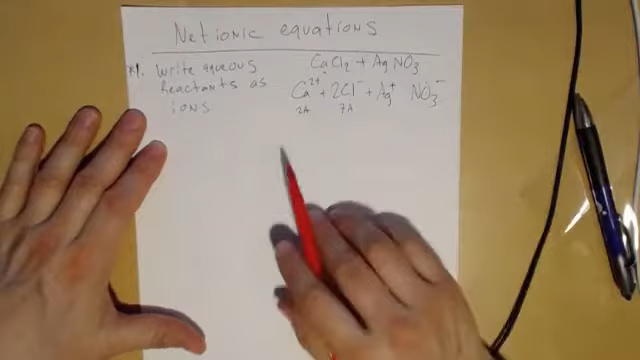 Net ionic equations
#1. Write aqueous
Reactants as
ions
CaCl2 + AgNO3
Ca2+ + 2Cl- + Ag+ NO3-
2A 7A